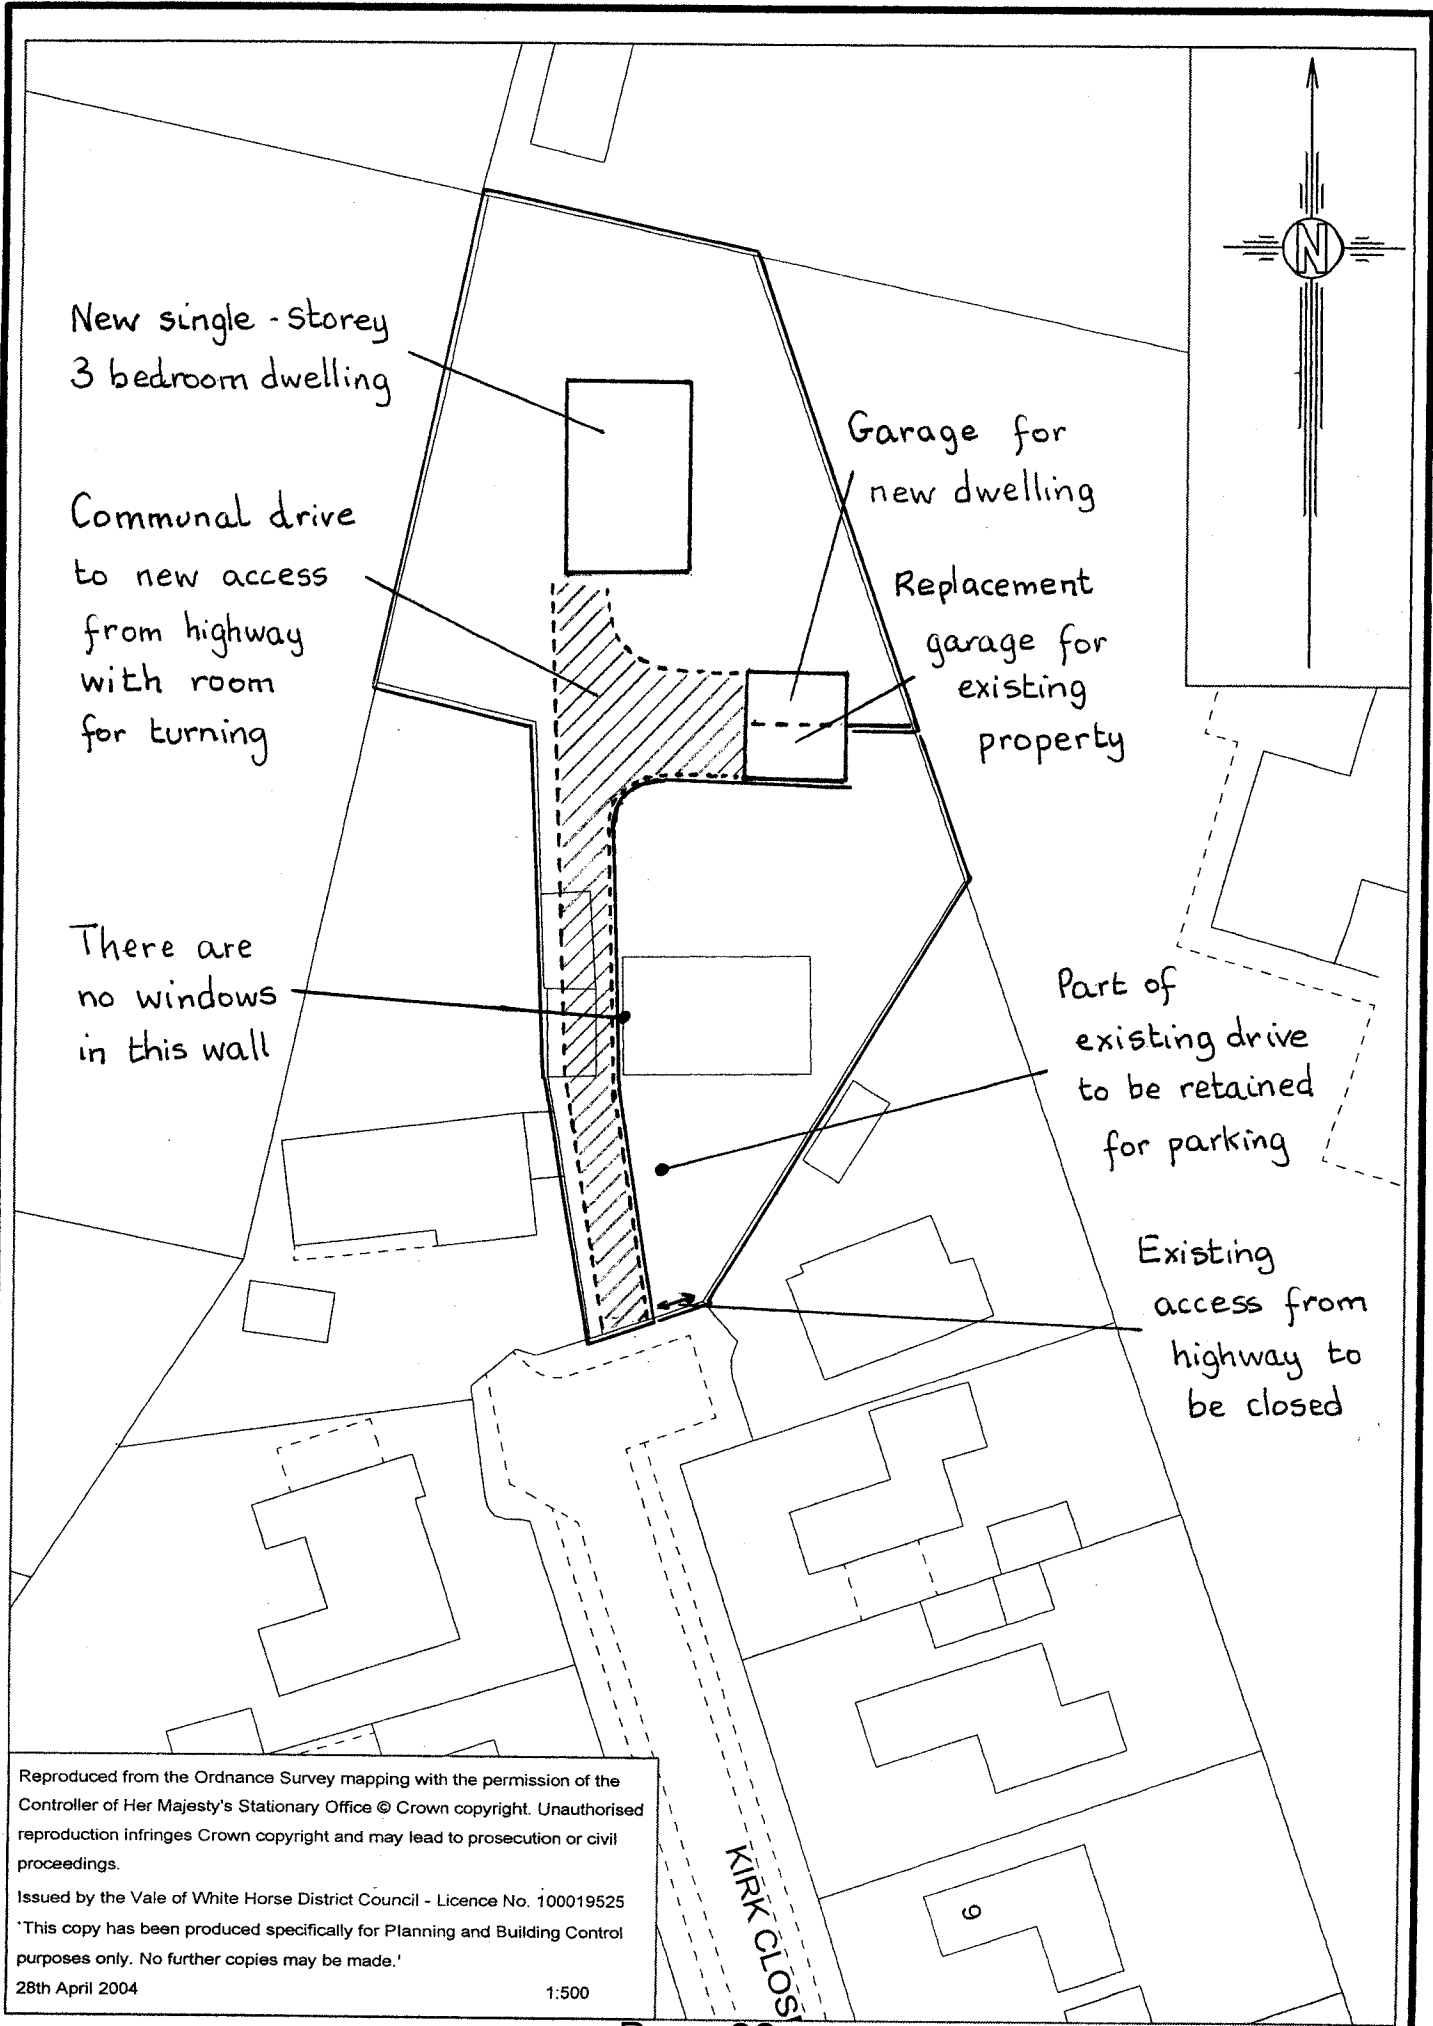 N
New single - storey
3 bedroom dwelling
Garage for
new dwelling
Communal drive
to new access
from highway
with room
for turning
Replacement
garage for
existing
property
There are
no windows
in this wall
Part of
existing drive
to be retained
for parking
Existing
access from
highway to
be closed
KIRK CLOS
9
Reproduced from the Ordnance Survey mapping with the permission of the
Controller of Her Majesty's Stationary Office © Crown copyright. Unauthorised
reproduction infringes Crown copyright and may lead to prosecution or civil
proceedings.
Issued by the Vale of White Horse District Council - Licence No. 100019525
'This copy has been produced specifically for Planning and Building Control
purposes only. No further copies may be made.'
28th April 2004 1:500